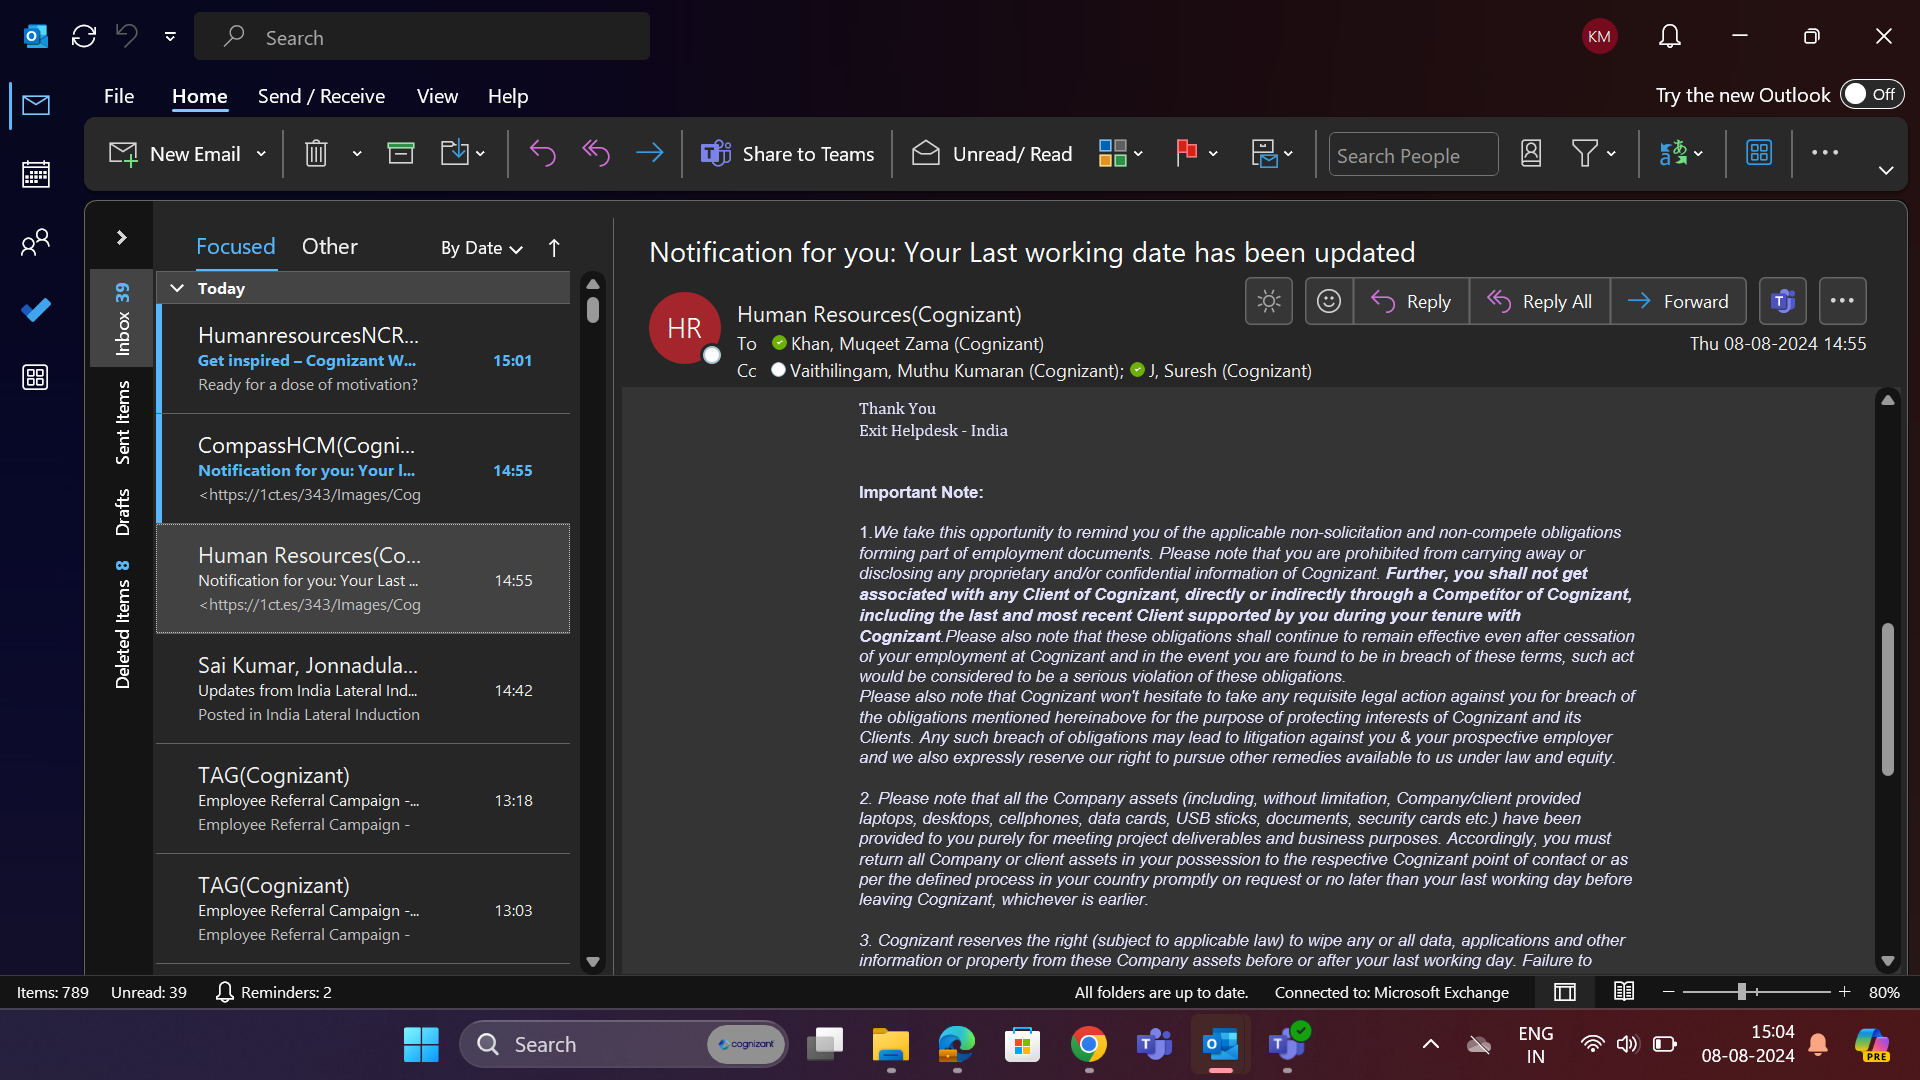 Search
KM
File Home Send / Receive View Help
Try the new Outlook Off
New Email
Share to Teams
Unread/ Read
Search People
Focused Other By Date
Inbox 39
Sent Items
Drafts
Deleted Items 8
Today
HumanresourcesNCR...
Get inspired – Cognizant W... 15:01
Ready for a dose of motivation?
CompassHCM(Cogni...
Notification for you: Your l... 14:55
<https://1ct.es/343/Images/Cog
Human Resources(Co...
Notification for you: Your Last ... 14:55
<https://1ct.es/343/Images/Cog
Sai Kumar, Jonnadula...
Updates from India Lateral Ind... 14:42
Posted in India Lateral Induction
TAG(Cognizant)
Employee Referral Campaign -... 13:18
Employee Referral Campaign -
TAG(Cognizant)
Employee Referral Campaign -... 13:03
Employee Referral Campaign -
Notification for you: Your Last working date has been updated
HR
Human Resources(Cognizant)
Reply Reply All Forward
To Khan, Muqeet Zama (Cognizant)
Thu 08-08-2024 14:55
Cc Vaithilingam, Muthu Kumaran (Cognizant); J, Suresh (Cognizant)
Thank You
Exit Helpdesk - India
Important Note:
1.We take this opportunity to remind you of the applicable non-solicitation and non-compete obligations
forming part of employment documents. Please note that you are prohibited from carrying away or
disclosing any proprietary and/or confidential information of Cognizant. Further, you shall not get
associated with any Client of Cognizant, directly or indirectly through a Competitor of Cognizant,
including the last and most recent Client supported by you during your tenure with
Cognizant.Please also note that these obligations shall continue to remain effective even after cessation
of your employment at Cognizant and in the event you are found to be in breach of these terms, such act
would be considered to be a serious violation of these obligations.
Please also note that Cognizant won't hesitate to take any requisite legal action against you for breach of
the obligations mentioned hereinabove for the purpose of protecting interests of Cognizant and its
Clients. Any such breach of obligations may lead to litigation against you & your prospective employer
and we also expressly reserve our right to pursue other remedies available to us under law and equity.
2. Please note that all the Company assets (including, without limitation, Company/client provided
laptops, desktops, cellphones, data cards, USB sticks, documents, security cards etc.) have been
provided to you purely for meeting project deliverables and business purposes. Accordingly, you must
return all Company or client assets in your possession to the respective Cognizant point of contact or as
per the defined process in your country promptly on request or no later than your last working day before
leaving Cognizant, whichever is earlier.
3. Cognizant reserves the right (subject to applicable law) to wipe any or all data, applications and other
information or property from these Company assets before or after your last working day. Failure to
Items: 789 Unread: 39 Reminders: 2
All folders are up to date. Connected to: Microsoft Exchange 80%
Search cognizant
ENG
IN
15:04
08-08-2024
PRE